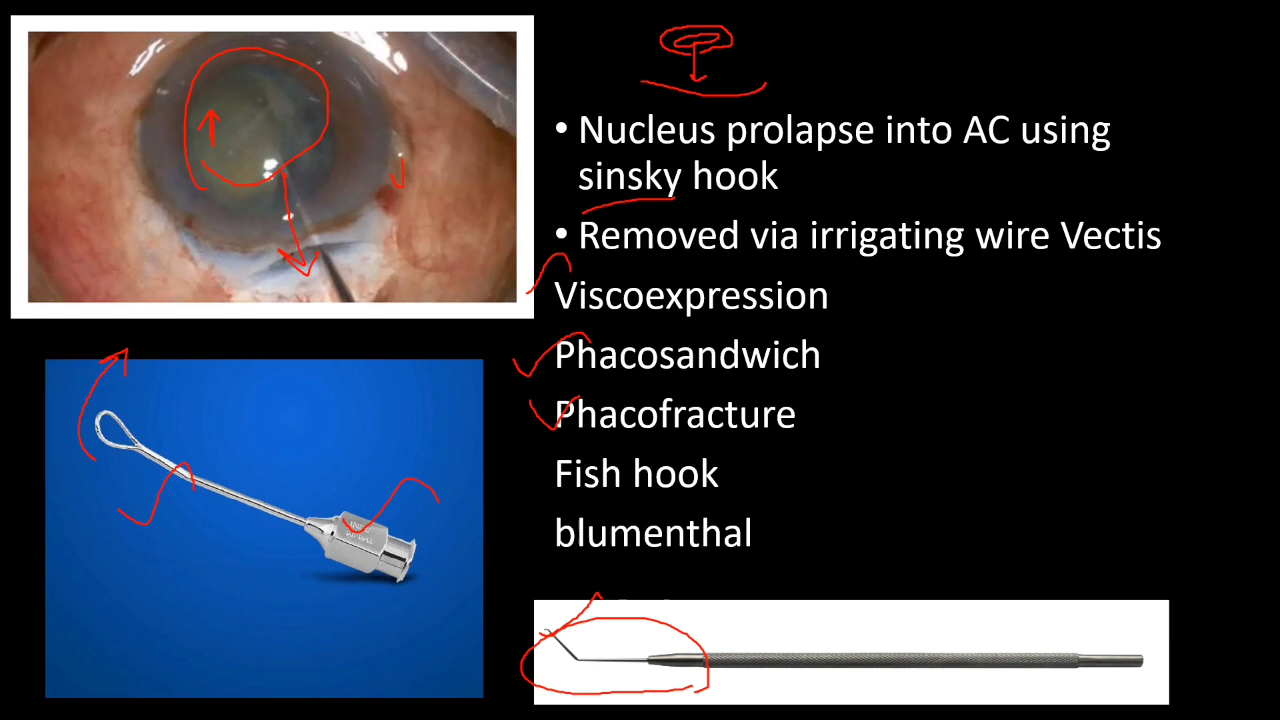 • Nucleus prolapse into AC using
sinsky hook
• Removed via irrigating wire Vectis
Viscoexpression
Phacosandwich
Phacofracture
Fish hook
blumenthal